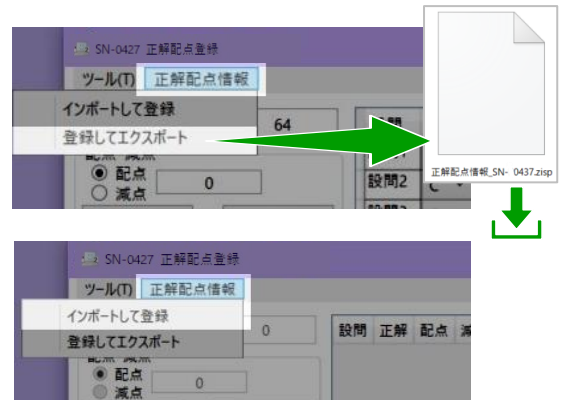 SN-0427 正解配点登録
ツール(T) 正解配点情報
インポートして登録
登録してエクスポート
64
配点 減点
配点
減点
0
設問2 C
正解配点情報_SN- 0437.zisp
SN-0427 正解配点登録
ツール(T) 正解配点情報
インポートして登録
登録してエクスポート
0
設問 正解 配点
配点
減点
0